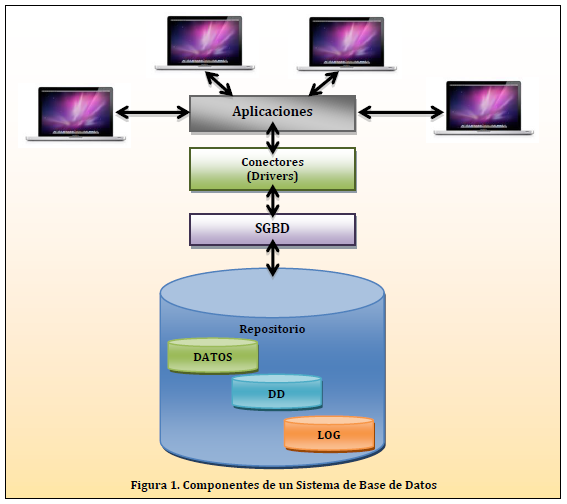 Aplicaciones
Conectores
(Drivers)
SGBD
Repositorio
DATOS
DD
LOG
Figura 1. Componentes de un Sistema de Base de Datos